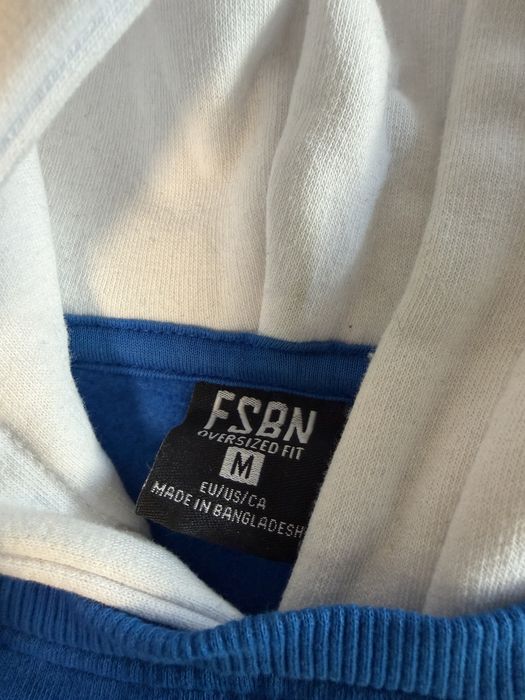 FSBN
OVERSIZED FIT
M
EU/US/CA
MADE IN BANGLADESH